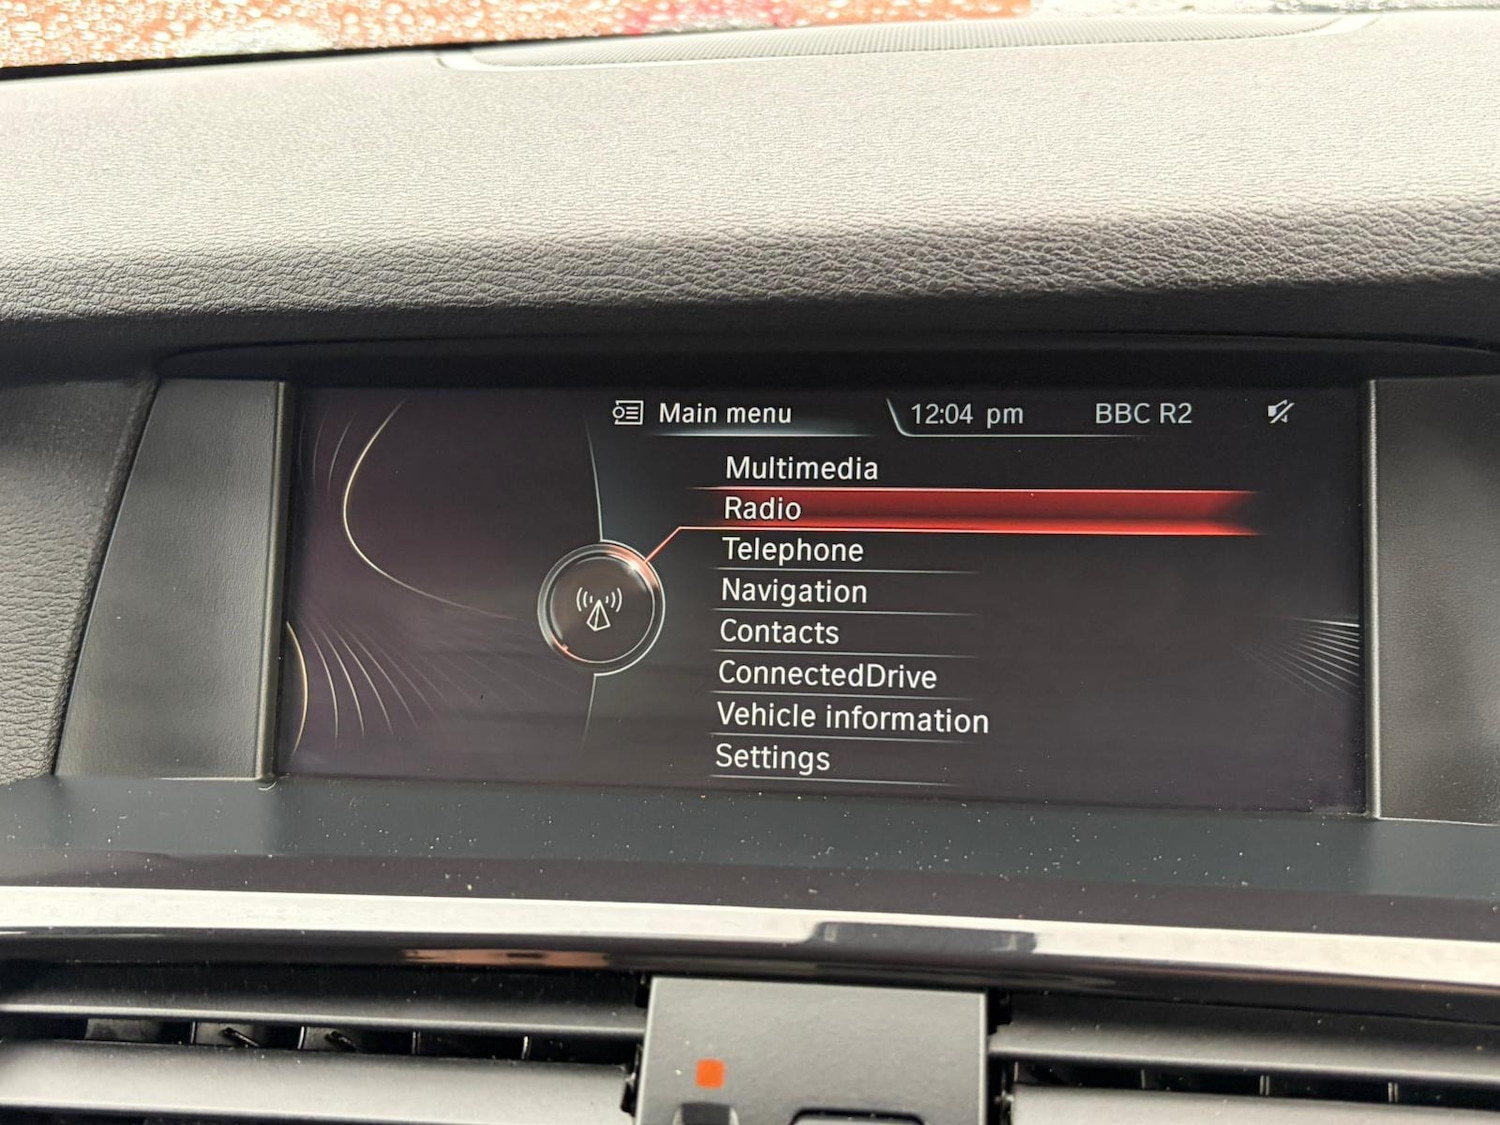 Main menu 12:04 pm BBC R2
Multimedia
Radio
Telephone
Navigation
Contacts
ConnectedDrive
Vehicle information
Settings